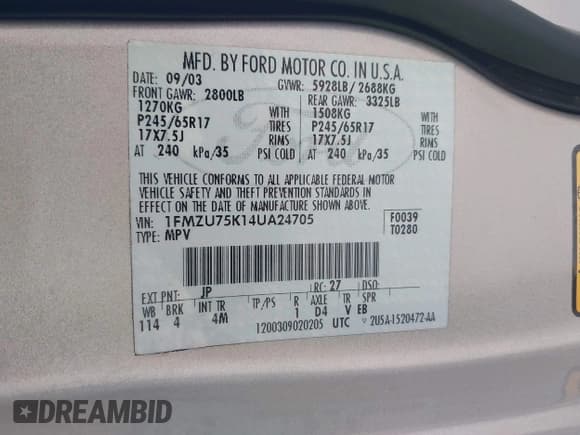 MFD. BY FORD MOTOR CO. IN U.S.A.
DATE: 09/03 GVWR: 5928LB/ 2688KG
FRONT GAWR: 2800LB REAR GAWR: 3325LB
1270KG WITH 1508KG WITH
P245/65R17 TIRES P245/65R17 TIRES
17X7.5J RIMS 17X7.5J RIMS
AT 240 kPa/35 PSI COLD AT 240 kPa/35 PSI COLD
Ford
THIS VEHICLE CONFORMS TO ALL APPLICABLE FEDERAL MOTOR
VEHICLE SAFETY AND THEFT PREVENTION STANDARDS IN
EFFECT ON THE DATE OF MANUFACTURE SHOWN ABOVE.
VIN: 1FMZU75K14UA24705 F0039
TYPE: MPV T0280
EXT PNT: JP RC: 27 DSO:
WB BRK INT TR TP/PS R AXLE TR SPR
114 4 4M 1 D4 V EB
1200309020205 UTC 2U5A-1520472-AA
DREAMBID